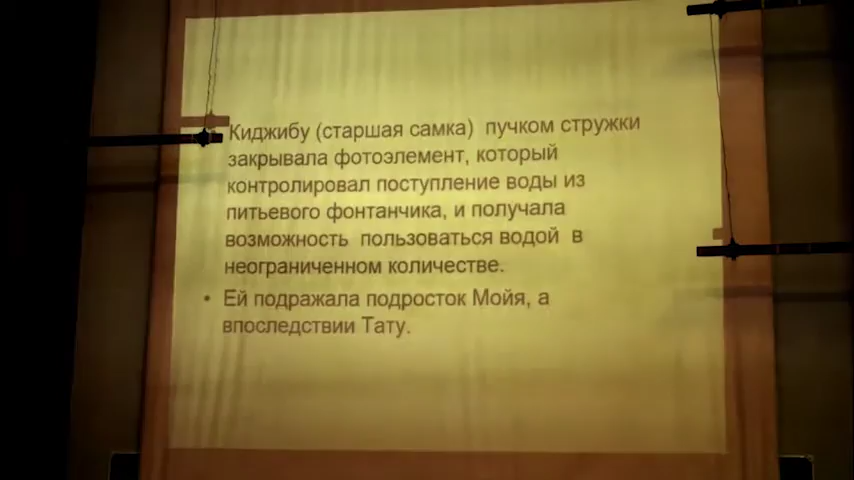 Киджибу (старшая самка) пучком стружки
закрывала фотоэлемент, который
контролировал поступление воды из
питьевого фонтанчика, и получала
возможность пользоваться водой в
неограниченном количестве.
• Ей подражала подросток Мойя, а
впоследствии Тату.